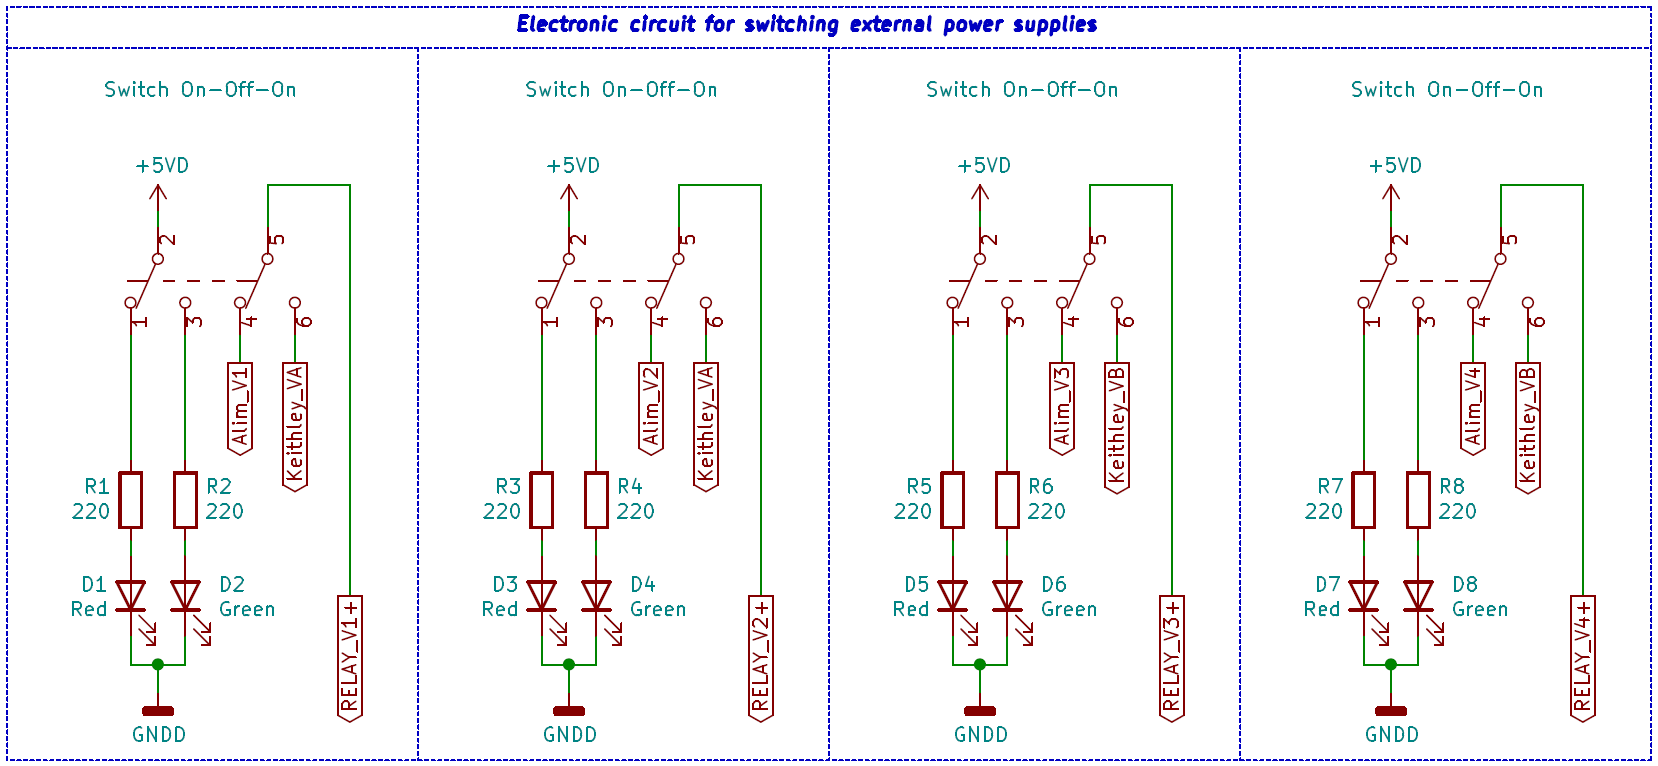 Electronic circuit for switching external power supplies
Switch On-Off-On
+5VD
2
5
1
3
4
6
Alim_V1
Keithley_VA
R1
220
R2
220
D1
Red
D2
Green
RELAY_V1+
GNDD
Switch On-Off-On
+5VD
2
5
1
3
4
6
Alim_V2
Keithley_VA
R3
220
R4
220
D3
Red
D4
Green
RELAY_V2+
GNDD
Switch On-Off-On
+5VD
2
5
1
3
4
6
Alim_V3
Keithley_VB
R5
220
R6
220
D5
Red
D6
Green
RELAY_V3+
GNDD
Switch On-Off-On
+5VD
2
5
1
3
4
6
Alim_V4
Keithley_VB
R7
220
R8
220
D7
Red
D8
Green
RELAY_V4+
GNDD